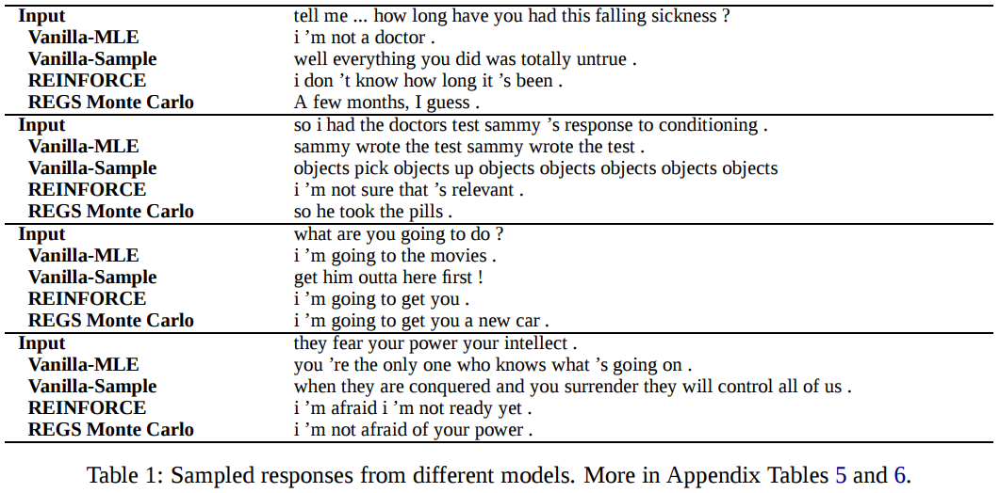 Input tell me ... how long have you had this falling sickness ?
Vanilla-MLE i ’m not a doctor .
Vanilla-Sample well everything you did was totally untrue .
REINFORCE i don ’t know how long it ’s been .
REGS Monte Carlo A few months, I guess .
Input so i had the doctors test sammy ’s response to conditioning .
Vanilla-MLE sammy wrote the test sammy wrote the test .
Vanilla-Sample objects pick objects up objects objects objects objects objects
REINFORCE i ’m not sure that ’s relevant .
REGS Monte Carlo so he took the pills .
Input what are you going to do ?
Vanilla-MLE i ’m going to the movies .
Vanilla-Sample get him outta here first !
REINFORCE i ’m going to get you .
REGS Monte Carlo i ’m going to get you a new car .
Input they fear your power your intellect .
Vanilla-MLE you ’re the only one who knows what ’s going on .
Vanilla-Sample when they are conquered and you surrender they will control all of us .
REINFORCE i ’m afraid i ’m not ready yet .
REGS Monte Carlo i ’m not afraid of your power .
Table 1: Sampled responses from different models. More in Appendix Tables 5 and 6.